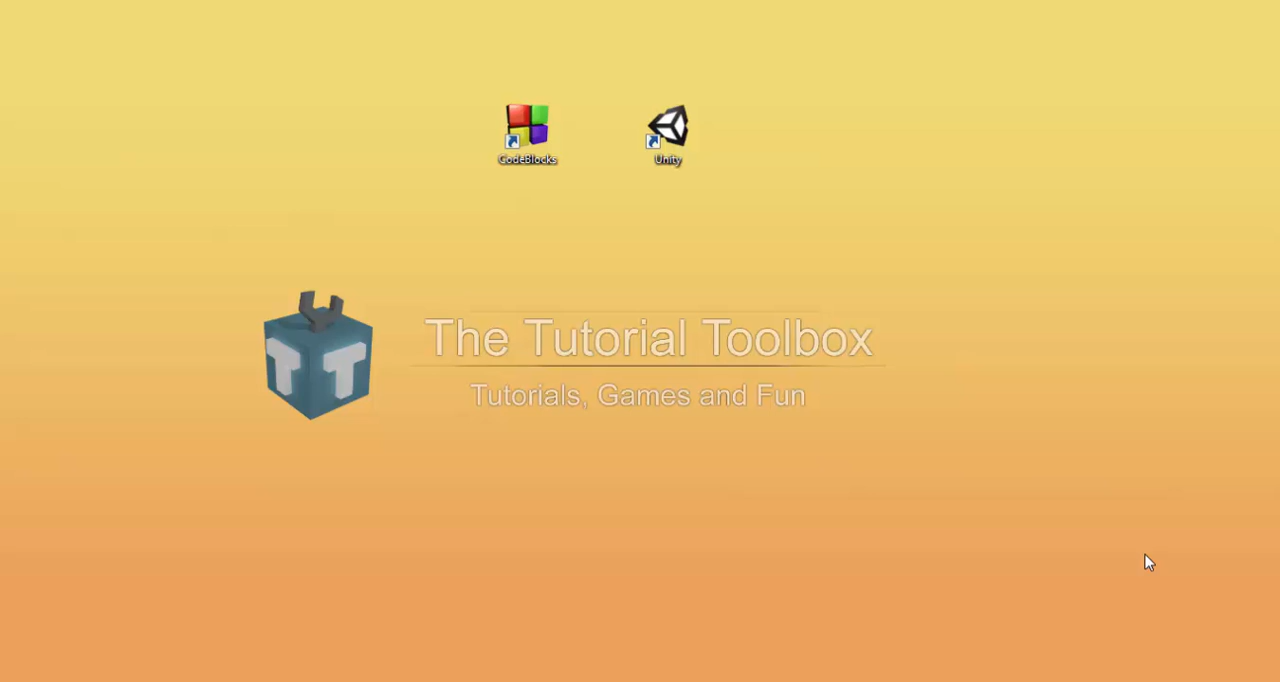 CodeBlocks
Unity
T T
The Tutorial Toolbox
Tutorials, Games and Fun